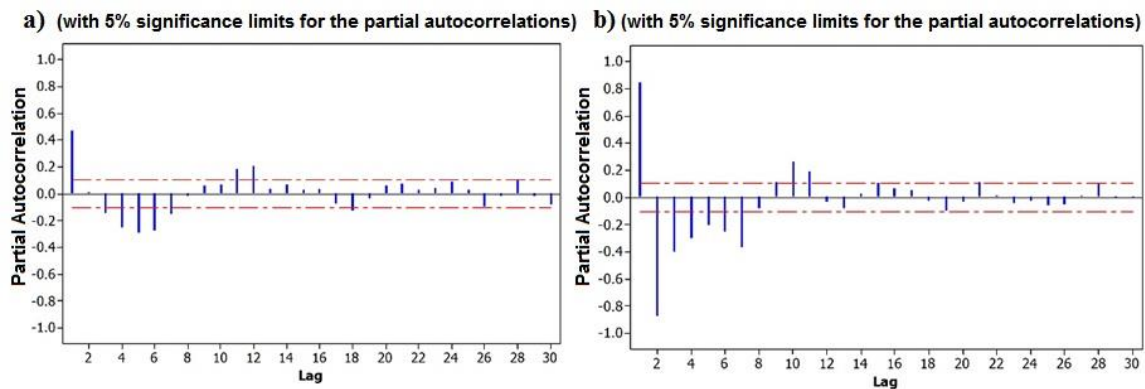 a) (with 5% significance limits for the partial autocorrelations)
Partial Autocorrelation
1.0
0.8
0.6
0.4
0.2
0.0
-0.2
-0.4
-0.6
-0.8
-1.0
2 4 6 8 10 12 14 16 18 20 22 24 26 28 30
Lag
b) (with 5% significance limits for the partial autocorrelations)
Partial Autocorrelation
1.0
0.8
0.6
0.4
0.2
0.0
-0.2
-0.4
-0.6
-0.8
-1.0
2 4 6 8 10 12 14 16 18 20 22 24 26 28 30
Lag